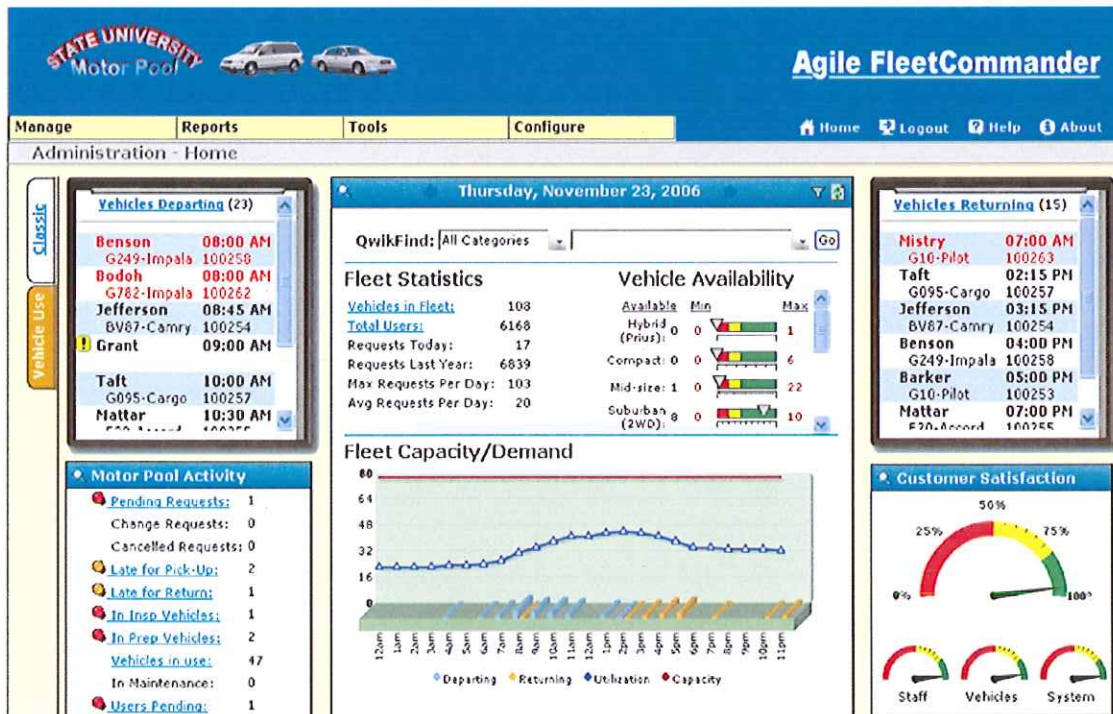 STATE UNIVERSITY
Motor Pool
Agile FleetCommander
Manage Reports Tools Configure Home Logout Help About
Administration - Home
Classic
Vehicle Use
Vehicles Departing (23)
Benson 08:00 AM
G249-Impala 100258
Bodoh 08:00 AM
G782-Impala 100262
Jefferson 08:45 AM
BV87-Camry 100254
Grant 09:00 AM
Taft 10:00 AM
G095-Cargo 100257
Mattar 10:30 AM
E20-Accord 100255
Motor Pool Activity
Pending Requests: 1
Change Requests: 0
Cancelled Requests: 0
Late for Pick-Up: 2
Late for Return: 1
In Insp Vehicles: 1
In Prep Vehicles: 2
Vehicles in use: 47
In Maintenance: 0
Users Pending: 1
Thursday, November 23, 2006
QwikFind: All Categories Go
Fleet Statistics
Vehicles in Fleet: 108
Total Users: 6168
Requests Today: 17
Requests Last Year: 6839
Max Requests Per Day: 103
Avg Requests Per Day: 20
Vehicle Availability
Available Min Max
Hybrid (Prius): 0 0 1
Compact: 0 0 6
Mid-size: 1 0 22
Suburban (2WD): 8 0 10
Fleet Capacity/Demand
80
64
48
32
16
0
12am 1am 2am 3am 4am 5am 6am 7am 8am 9am 10am 11am 12am 1pm 2pm 3pm 4pm 5pm 6pm 7pm 8pm 9pm 10pm 11pm
Departing Returning Utilization Capacity
Vehicles Returning (15)
Mistry 07:00 AM
G10-Pilot 100263
Taft 02:15 PM
G095-Cargo 100257
Jefferson 03:15 PM
BV87-Camry 100254
Benson 04:00 PM
G249-Impala 100258
Barker 05:00 PM
G10-Pilot 100253
Mattar 07:00 PM
E20-Accord 100255
Customer Satisfaction
0% 25% 50% 75% 100%
Staff Vehicles System